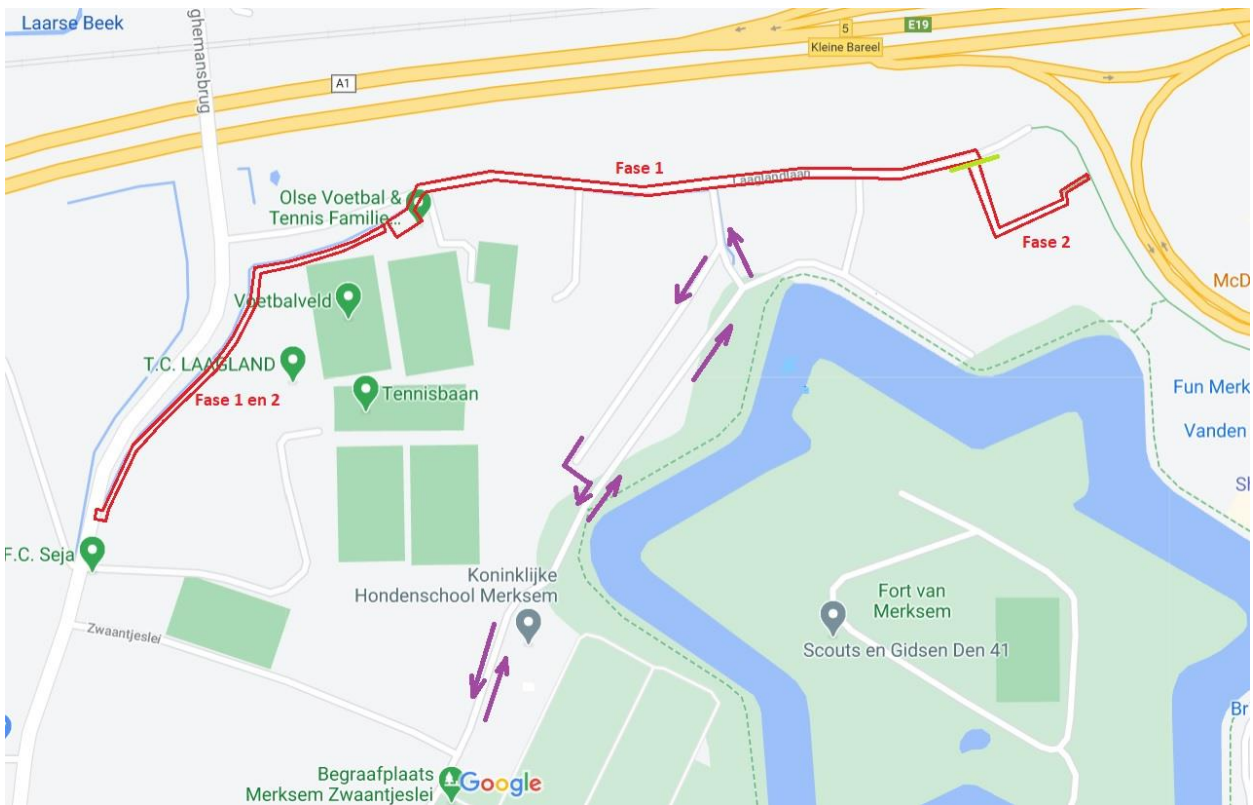 Laarse Beek
ghemansbrug
E19
5
Kleine Bareel
A1
Fase 1
Laaglandlaan
Olse Voetbal &
Tennis Familie...
Fase 2
McD
Voetbalveld
T.C. LAAGLAND
Tennisbaan
Fase 1 en 2
Fun Merk
Vanden
Sh
F.C. Seja
Koninklijke
Hondenschool Merksem
Fort van
Merksem
Scouts en Gidsen Den 41
Zwaantjeslei
Br
Begraafplaats
Merksem Zwaantjeslei
Google